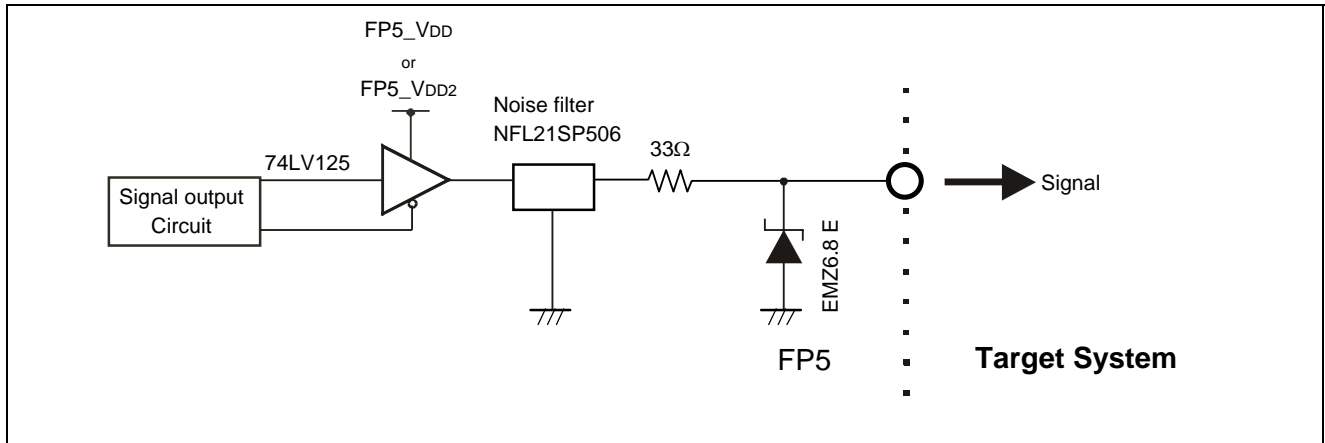 FP5_VDD
or
FP5_VDD2
Noise filter
NFL21SP506
33Ω
74LV125
Signal output
Circuit
Signal
EMZ6.8 E
FP5
Target System